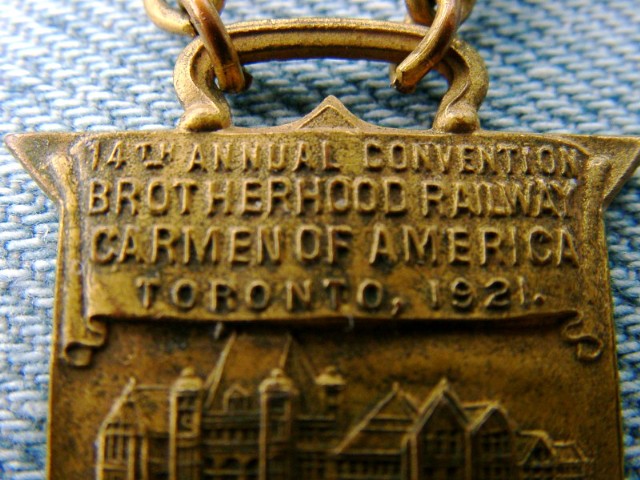 14TH ANNUAL CONVENTION
BROTHERHOOD RAILWAY
CARMEN OF AMERICA
TORONTO, 1921.